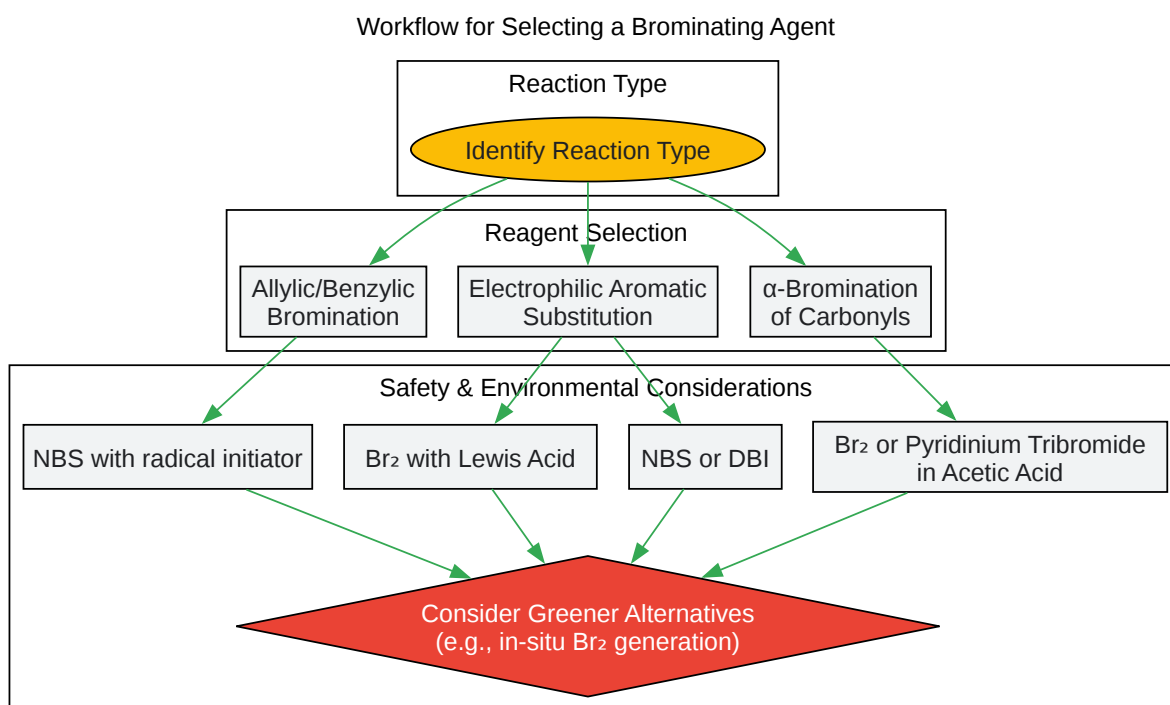 Workflow for Selecting a Brominating Agent
Reaction Type
Identify Reaction Type
Reagent Selection
Allylic/Benzylic
Bromination
Electrophilic Aromatic
Substitution
α-Bromination
of Carbonyls
Safety & Environmental Considerations
NBS with radical initiator
Br₂ with Lewis Acid
NBS or DBI
Br₂ or Pyridinium Tribromide
in Acetic Acid
Consider Greener Alternatives
(e.g., in-situ Br₂ generation)